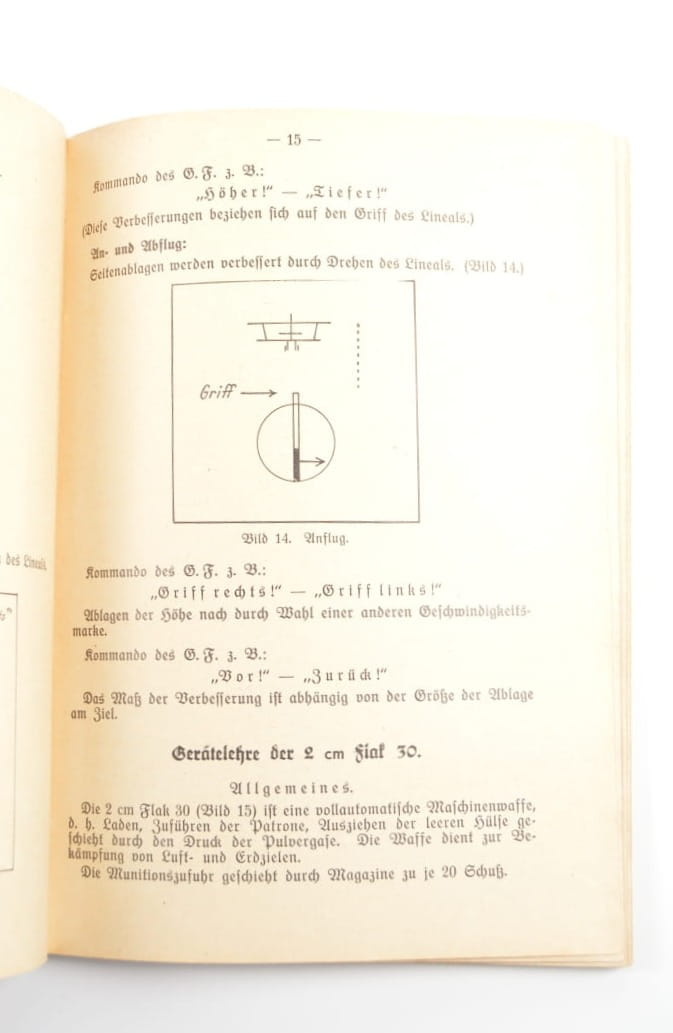 — 15 —
Kommando des G. F. z. B.:
„Höher!“ — „Tiefer!“
(Diese Verbesserungen beziehen sich auf den Griff des Lineals.)
An- und Abflug:
Seitenablagen werden verbessert durch Drehen des Lineals. (Bild 14.)
Griff
Bild 14. Anflug.
Kommando des G. F. z. B.:
„Griff rechts!“ — „Griff links!“
Ablagen der Höhe nach durch Wahl einer anderen Geschwindigkeits-
marke.
Kommando des G. F. z. B.:
„Vor!“ — „Zurück!“
Das Maß der Verbesserung ist abhängig von der Größe der Ablage
am Ziel.
Gerätelehre der 2 cm Flak 30.
Allgemeines.
Die 2 cm Flak 30 (Bild 15) ist eine vollautomatische Maschinenwaffe,
d. h. Laden, Zuführen der Patrone, Ausziehen der leeren Hülse ge-
schieht durch den Druck der Pulvergase. Die Waffe dient zur Be-
kämpfung von Luft- und Erdzielen.
Die Munitionszufuhr geschieht durch Magazine zu je 20 Schuß.
des Lineals.